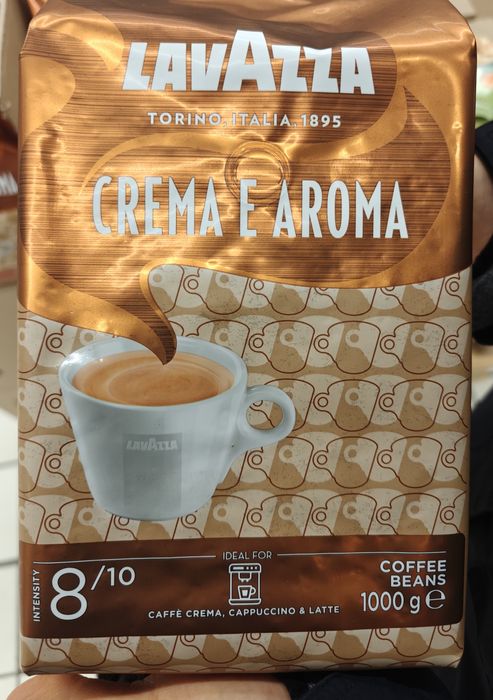 LAVAZZA
TORINO, ITALIA, 1895
CREMA E AROMA
LAVAZZA
INTENSITY
8/10
IDEAL FOR
CAFFÈ CREMA, CAPPUCCINO & LATTE
COFFEE
BEANS
1000 g ℮